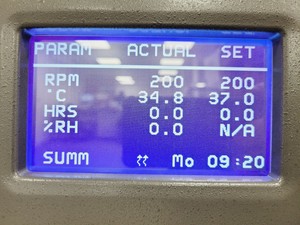 PARAM ACTUAL SET
RPM 200 200
°C 34.8 37.0
HRS 0.0 0.0
%RH 0.0 N/A
SUMM Mo 09:20